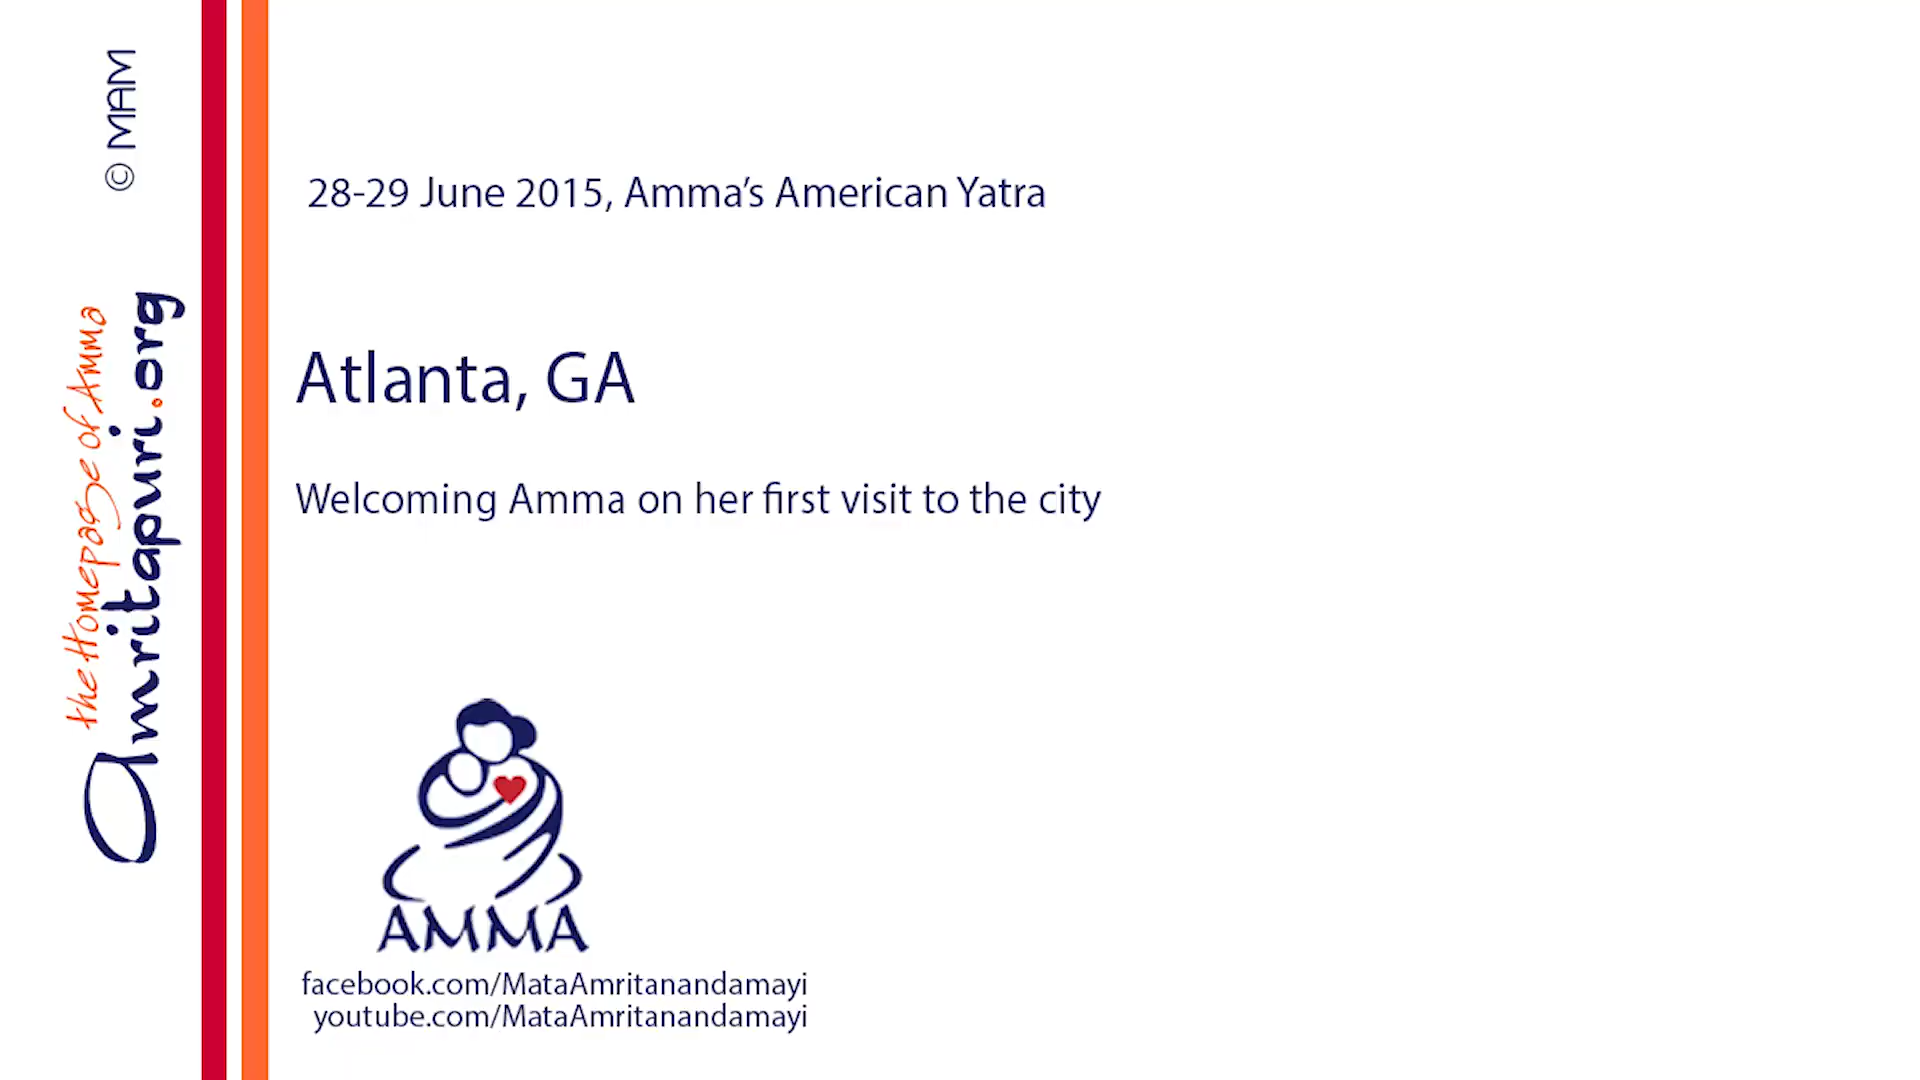 © MAM
the Homepage of Amma
Amritapuri.org
28-29 June 2015, Amma’s American Yatra
Atlanta, GA
Welcoming Amma on her first visit to the city
AMMA
facebook.com/MataAmritanandamayi
youtube.com/MataAmritanandamayi